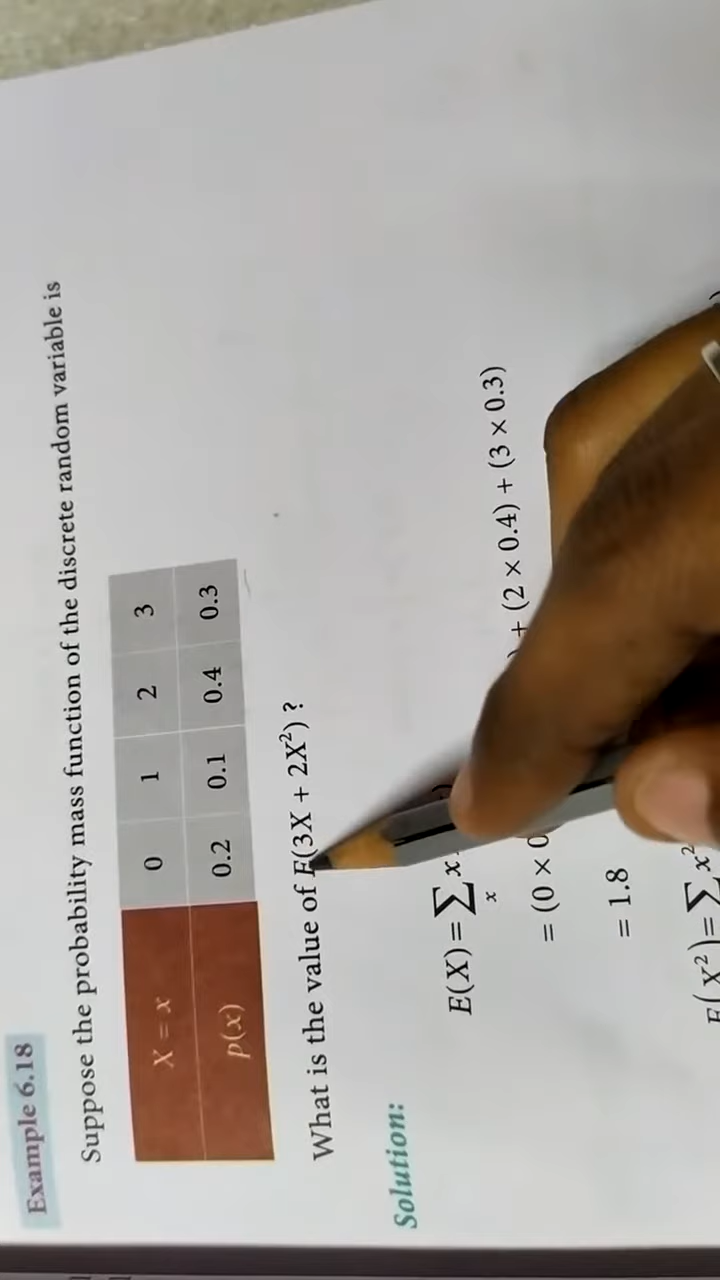 Example 6.18
Suppose the probability mass function of the discrete random variable is
X = x 0 1 2 3
p(x) 0.2 0.1 0.4 0.3
What is the value of E(3X + 2X²) ?
Solution:
E(X) = ∑ x
x
= (0 × 0 + (2 × 0.4) + (3 × 0.3)
= 1.8
E(X²) = ∑ x²